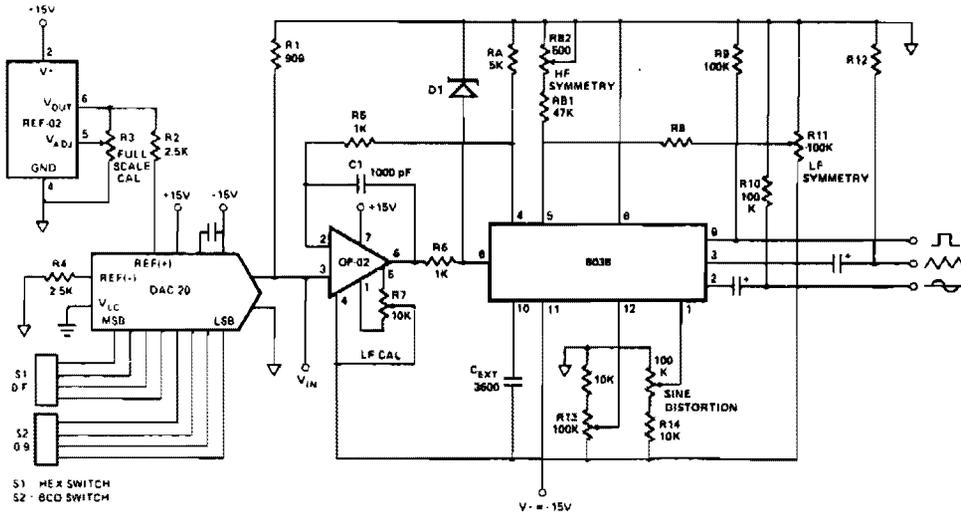 -15V
2
V-
VOUT
6
REF-02
VADJ
5
GND
4
R3
FULL
SCALE
CAL
R2
2.5K
+15V
-15V
R1
909
R5
1K
C1
1000 pF
+15V
D1
RA
5K
RB2
500
HF
SYMMETRY
RB1
47K
R9
100K
R12
R8
R11
100K
LF
SYMMETRY
R10
100
K
R4
2.5K
REF(+)
REF(-)
DAC 20
VLC
MSB
LSB
S1
0 F
S2
0 9
S1 HEX SWITCH
S2 - BCD SWITCH
VIN
2
3
OP-02
7
6
5
4
1
R7
10K
LF CAL
R6
1K
4
5
6
8
8038
9
3
2
10
11
12
1
CEXT
3600
10K
R13
100K
100
K
SINE
DISTORTION
R14
10K
V- = -15V